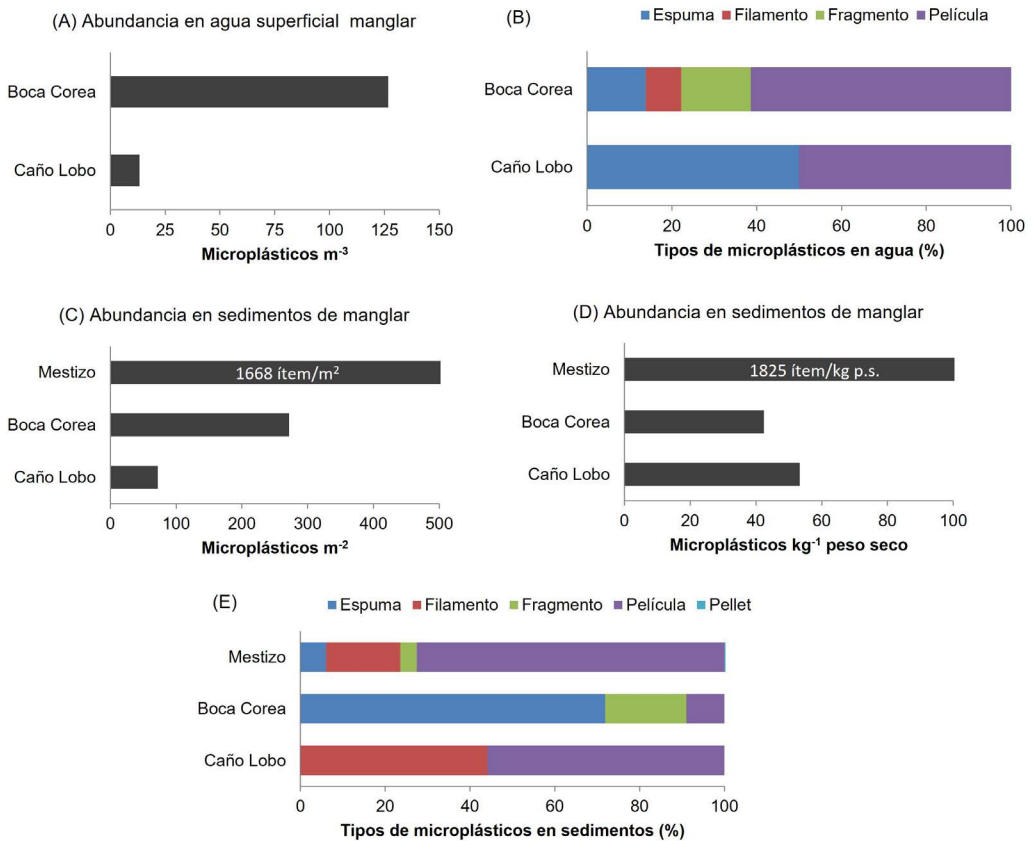 (A) Abundancia en agua superficial manglar
Boca Corea
Caño Lobo
0 25 50 75 100 125 150
Microplásticos m⁻³
(B)
Espuma Filamento Fragmento Película
Boca Corea
Caño Lobo
0 20 40 60 80 100
Tipos de microplásticos en agua (%)
(C) Abundancia en sedimentos de manglar
Mestizo
1668 ítem/m²
Boca Corea
Caño Lobo
0 100 200 300 400 500
Microplásticos m⁻²
(D) Abundancia en sedimentos de manglar
Mestizo
1825 ítem/kg p.s.
Boca Corea
Caño Lobo
0 20 40 60 80 100
Microplásticos kg⁻¹ peso seco
(E)
Espuma Filamento Fragmento Película Pellet
Mestizo
Boca Corea
Caño Lobo
0 20 40 60 80 100
Tipos de microplásticos en sedimentos (%)